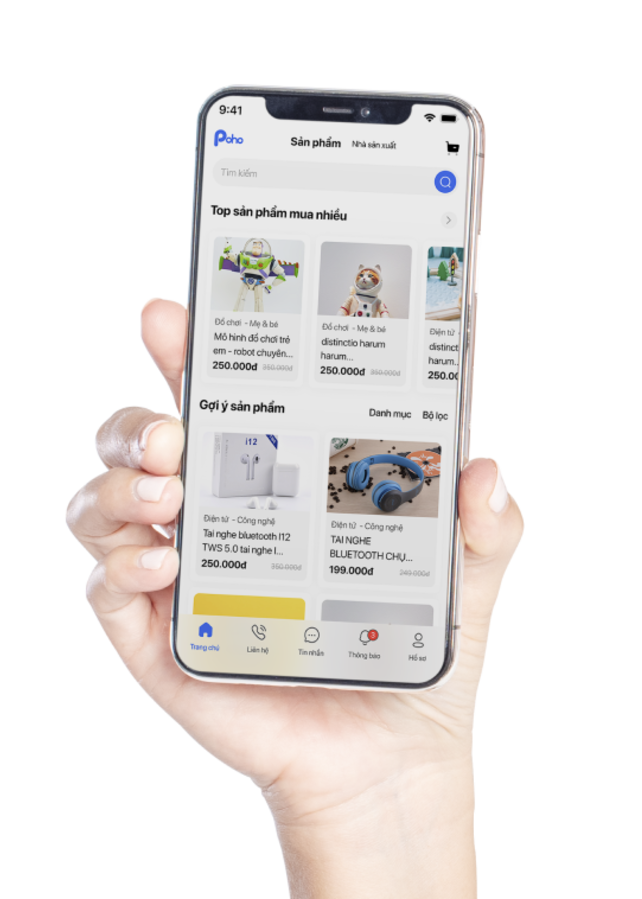 9:41
Poho
Sản phẩm Nhà sản xuất
Tìm kiếm
Top sản phẩm mua nhiều
Đồ chơi - Mẹ & bé
Mô hình đồ chơi trẻ
em - robot chuyên...
250.000đ 350.000đ
Đồ chơi - Mẹ & bé
distinctio harum
harum...
250.000đ 350.000đ
Điện tử -
distinct
harum.
250.00
Gợi ý sản phẩm
Danh mục Bộ lọc
i12
Điện tử - Công nghệ
Tai nghe bluetooth I12
TWS 5.0 tai nghe I...
250.000đ 350.000đ
Điện tử - Công nghệ
TAI NGHE
BLUETOOTH CHỤ...
199.000đ 249.000đ
Trang chủ
Liên hệ
Tin nhắn
Thông báo
Hồ sơ